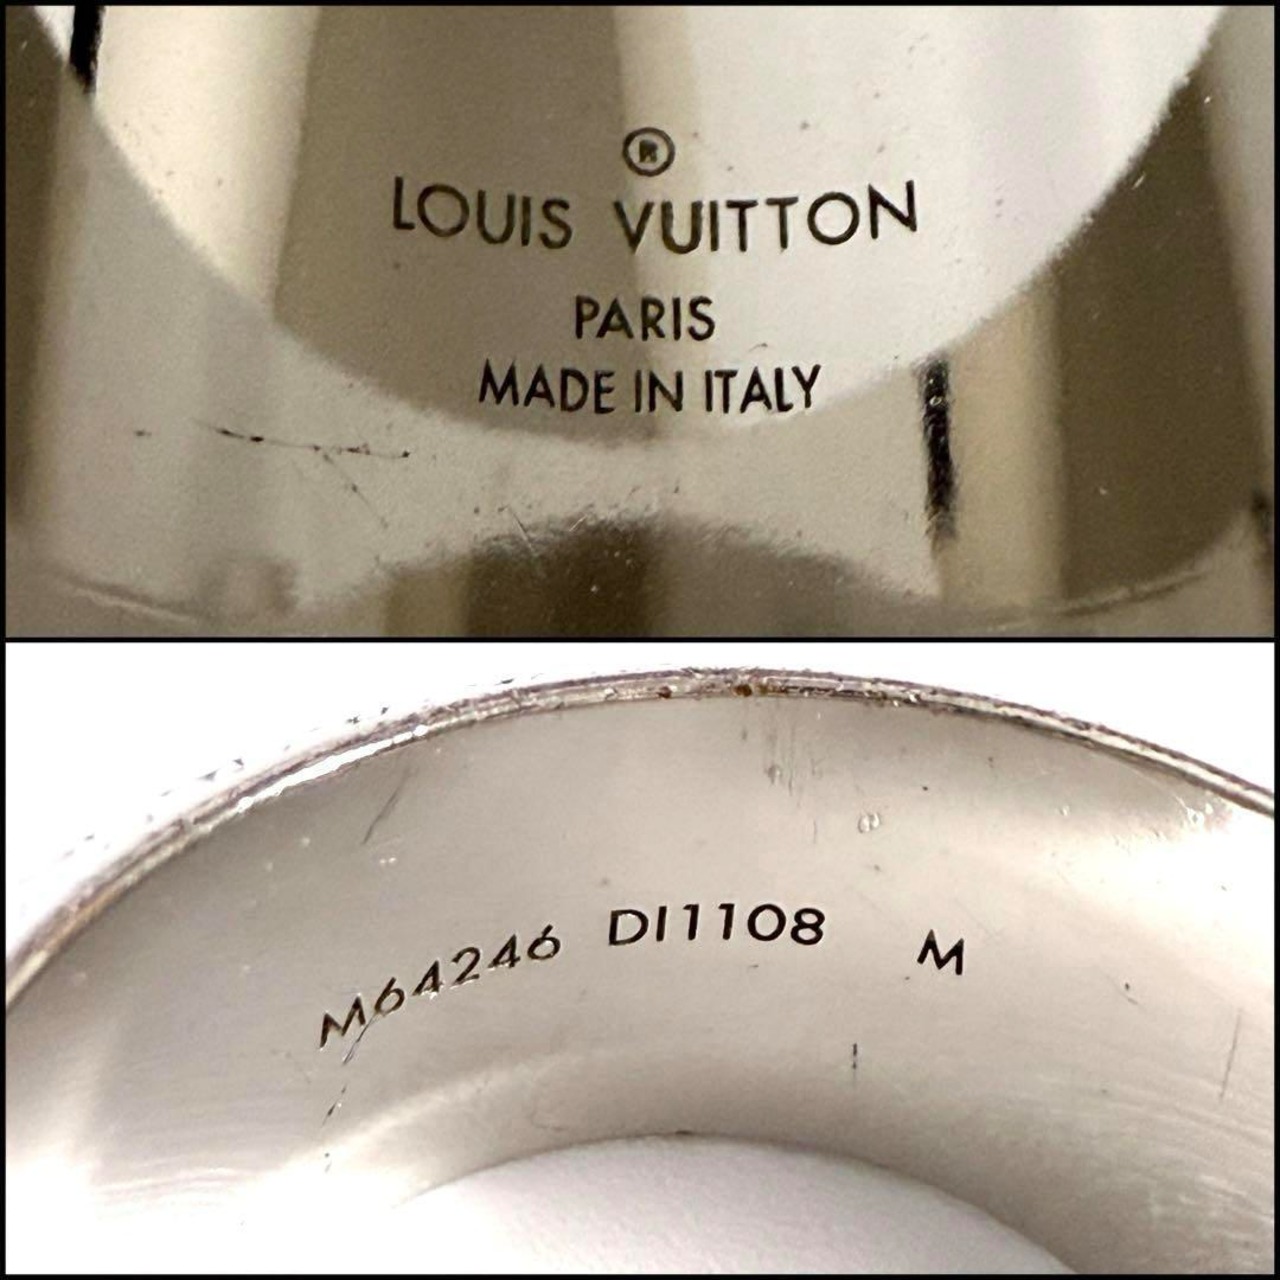 ®
LOUIS VUITTON
PARIS
MADE IN ITALY
M64246 DI1108 M